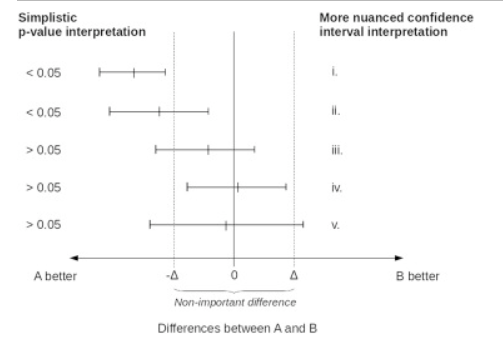 Simplistic
p-value interpretation
More nuanced confidence
interval interpretation
< 0.05 i.
< 0.05 ii.
> 0.05 iii.
> 0.05 iv.
> 0.05 v.
A better -Δ 0 Δ B better
Non-important difference
Differences between A and B